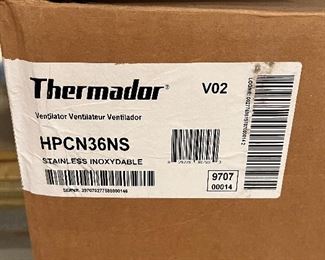 Thermador® V02
Ventilator Ventilateur Ventilador
HPCN36NS
STAINLESS INOXYDABLE
9707
00014